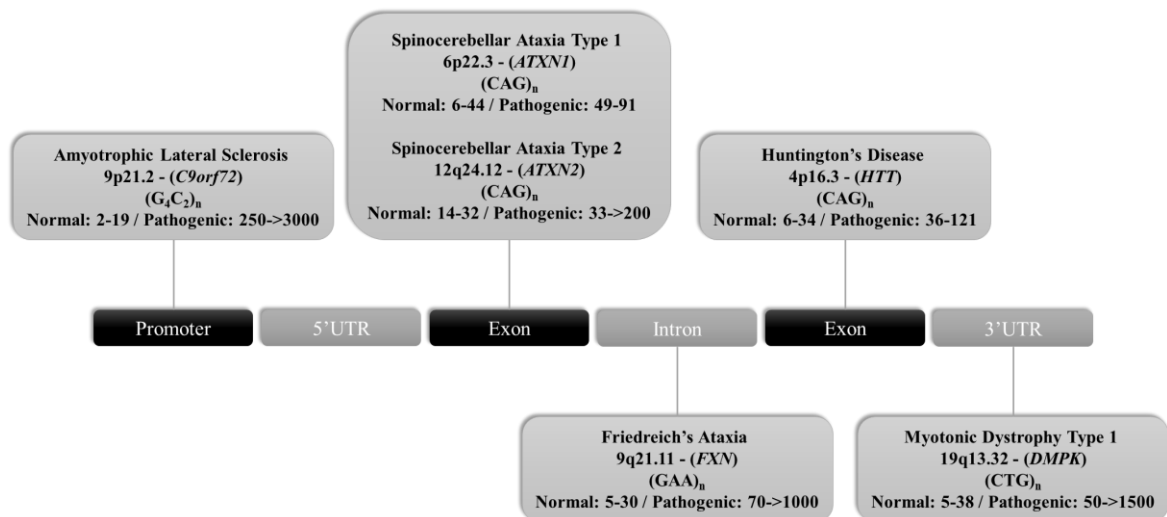 Spinocerebellar Ataxia Type 1
6p22.3 - (ATXN1)
(CAG)n
Normal: 6-44 / Pathogenic: 49-91
Spinocerebellar Ataxia Type 2
12q24.12 - (ATXN2)
(CAG)n
Normal: 14-32 / Pathogenic: 33->200
Amyotrophic Lateral Sclerosis
9p21.2 - (C9orf72)
(G4C2)n
Normal: 2-19 / Pathogenic: 250->3000
Huntington’s Disease
4p16.3 - (HTT)
(CAG)n
Normal: 6-34 / Pathogenic: 36-121
Promoter
5’UTR
Exon
Intron
Exon
3’UTR
Friedreich’s Ataxia
9q21.11 - (FXN)
(GAA)n
Normal: 5-30 / Pathogenic: 70->1000
Myotonic Dystrophy Type 1
19q13.32 - (DMPK)
(CTG)n
Normal: 5-38 / Pathogenic: 50->1500